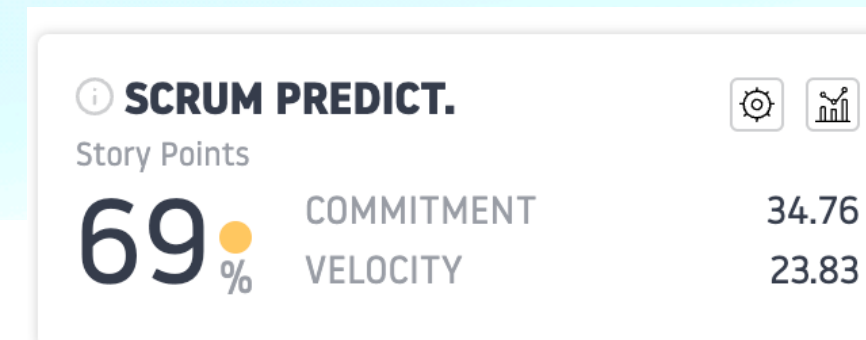 SCRUM PREDICT.
Story Points
69 %
COMMITMENT 34.76
VELOCITY 23.83